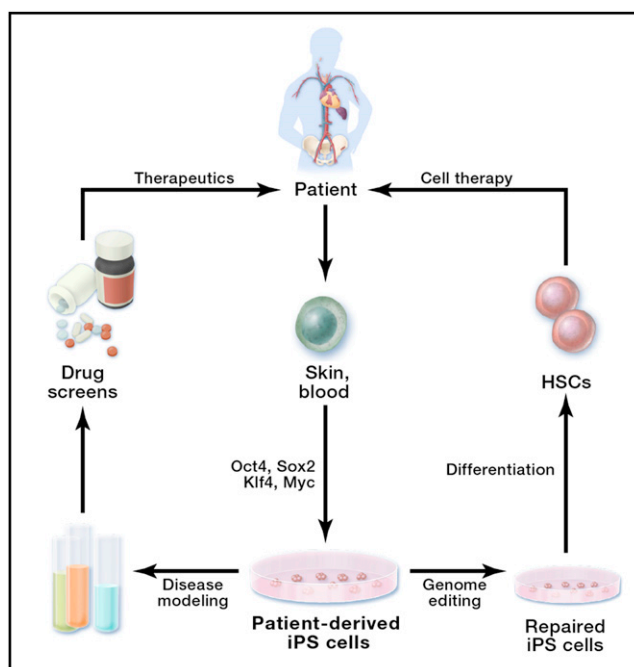 Therapeutics
Patient
Cell therapy
Drug
screens
Skin,
blood
HSCs
Oct4, Sox2
Klf4, Myc
Differentiation
Disease
modeling
Patient-derived
iPS cells
Genome
editing
Repaired
iPS cells